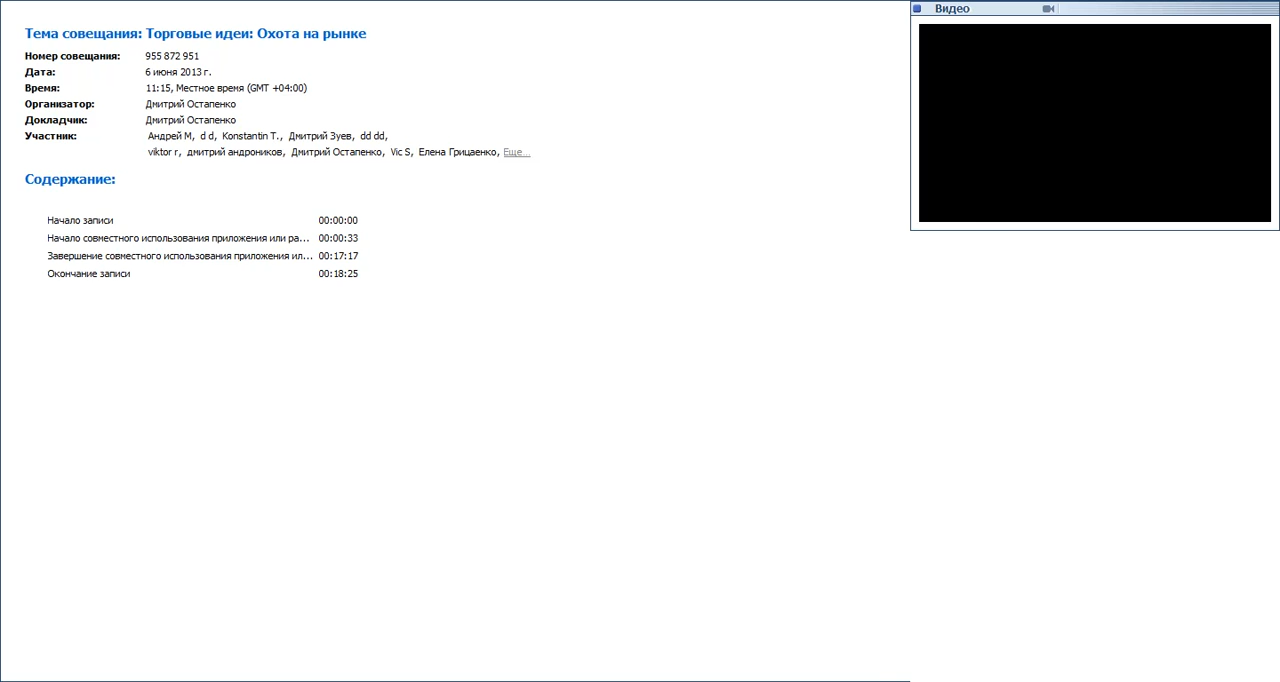 Тема совещания: Торговые идеи: Охота на рынке
Номер совещания: 955 872 951
Дата: 6 июня 2013 г.
Время: 11:15, Местное время (GMT +04:00)
Организатор: Дмитрий Остапенко
Докладчик: Дмитрий Остапенко
Участник: Андрей М, d d, Konstantin T., Дмитрий Зуев, dd dd,
viktor r, дмитрий андроников, Дмитрий Остапенко, Vic S, Елена Грицаенко, Еще...
Содержание:
Начало записи 00:00:00
Начало совместного использования приложения или ра... 00:00:33
Завершение совместного использования приложения ил... 00:17:17
Окончание записи 00:18:25
Видео